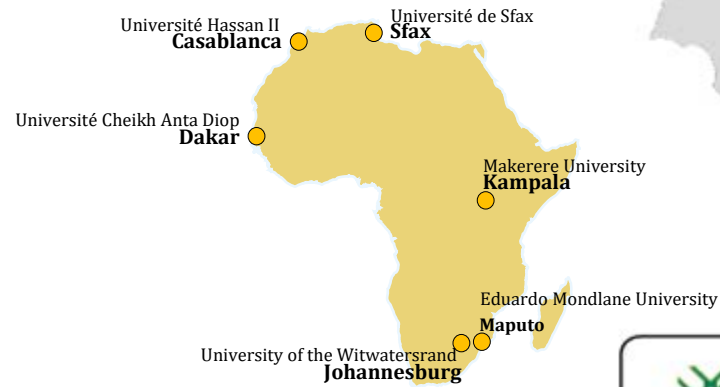 Université Hassan II
Casablanca
Université de Sfax
Sfax
Université Cheikh Anta Diop
Dakar
Makerere University
Kampala
Eduardo Mondlane University
Maputo
University of the Witwatersrand
Johannesburg